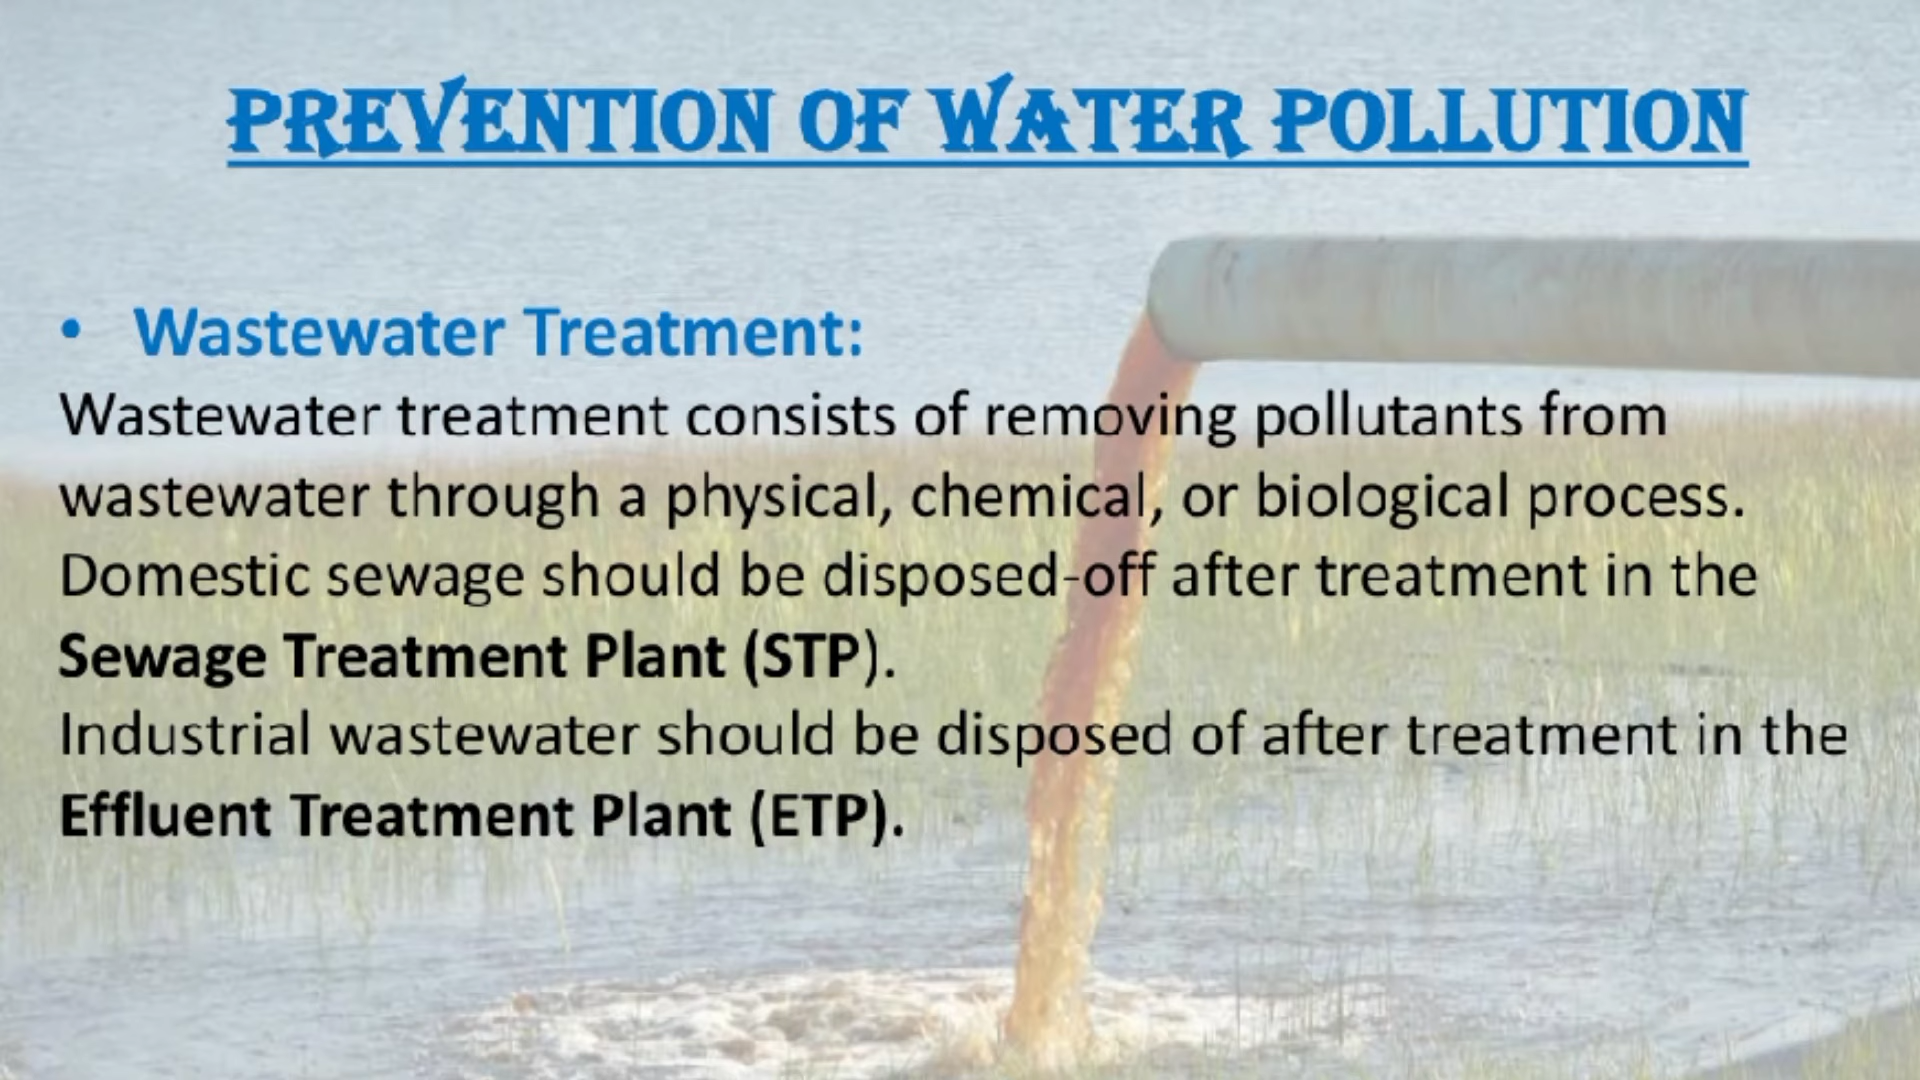 PREVENTION OF WATER POLLUTION
• Wastewater Treatment:
Wastewater treatment consists of removing pollutants from
wastewater through a physical, chemical, or biological process.
Domestic sewage should be disposed-off after treatment in the
Sewage Treatment Plant (STP).
Industrial wastewater should be disposed of after treatment in the
Effluent Treatment Plant (ETP).